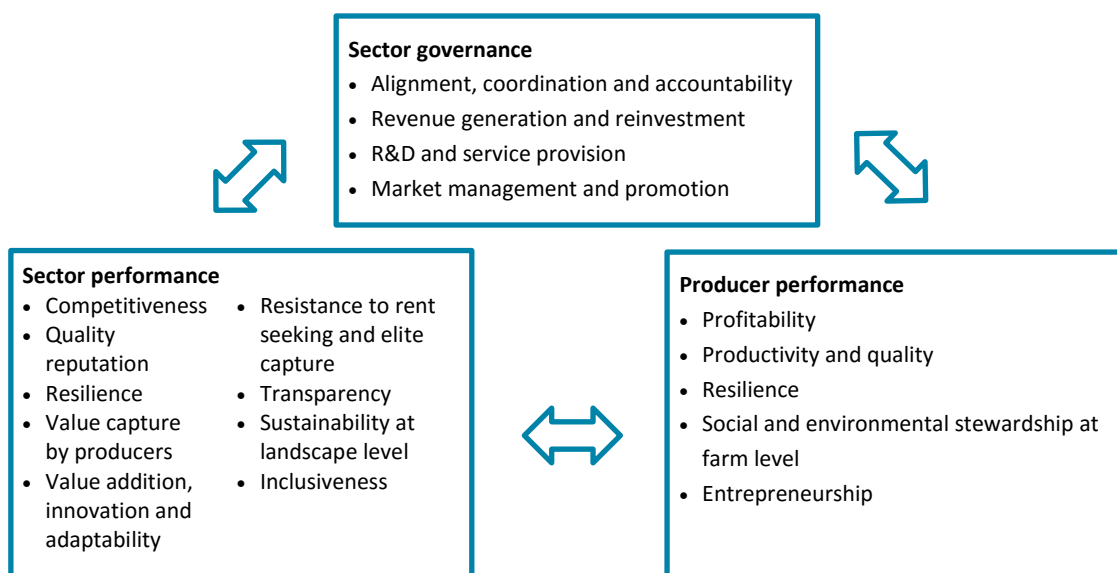 Sector governance
• Alignment, coordination and accountability
• Revenue generation and reinvestment
• R&D and service provision
• Market management and promotion
Sector performance
• Competitiveness
• Quality
reputation
• Resilience
• Value capture
by producers
• Value addition,
innovation and
adaptability
• Resistance to rent
seeking and elite
capture
• Transparency
• Sustainability at
landscape level
• Inclusiveness
Producer performance
• Profitability
• Productivity and quality
• Resilience
• Social and environmental stewardship at
farm level
• Entrepreneurship